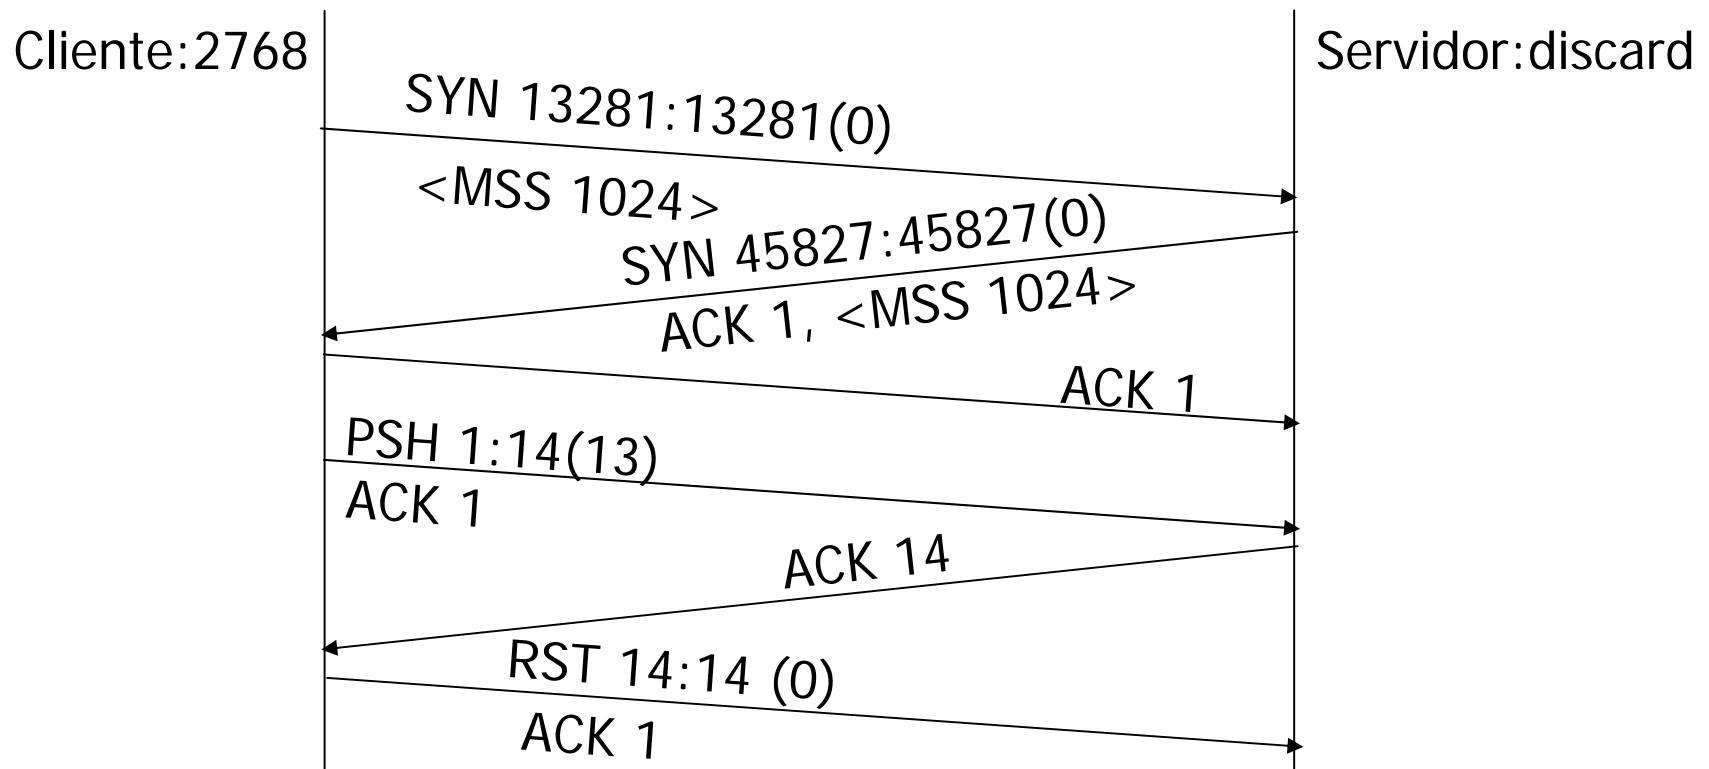 Cliente:2768
Servidor:discard
SYN 13281:13281(0)
<MSS 1024>
SYN 45827:45827(0)
ACK 1, <MSS 1024>
ACK 1
PSH 1:14(13)
ACK 1
ACK 14
RST 14:14 (0)
ACK 1